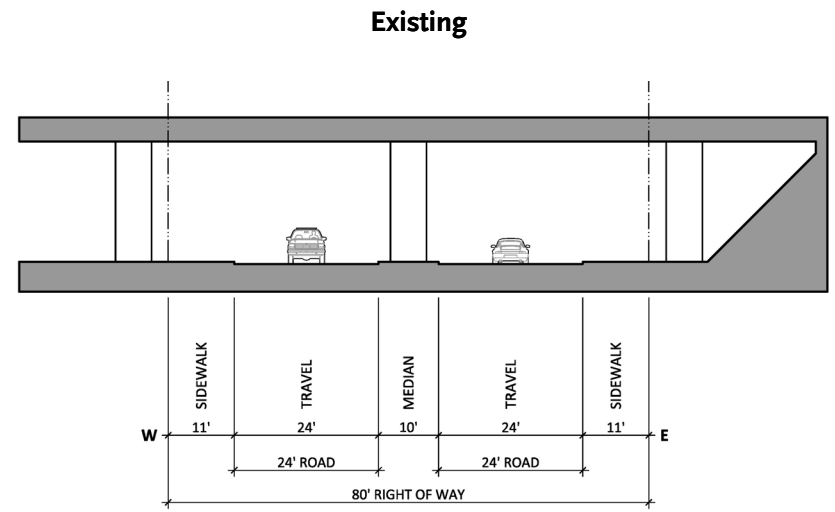 Existing
SIDEWALK
TRAVEL
MEDIAN
TRAVEL
SIDEWALK
W 11' 24' 10' 24' 11' E
24' ROAD 24' ROAD
80' RIGHT OF WAY